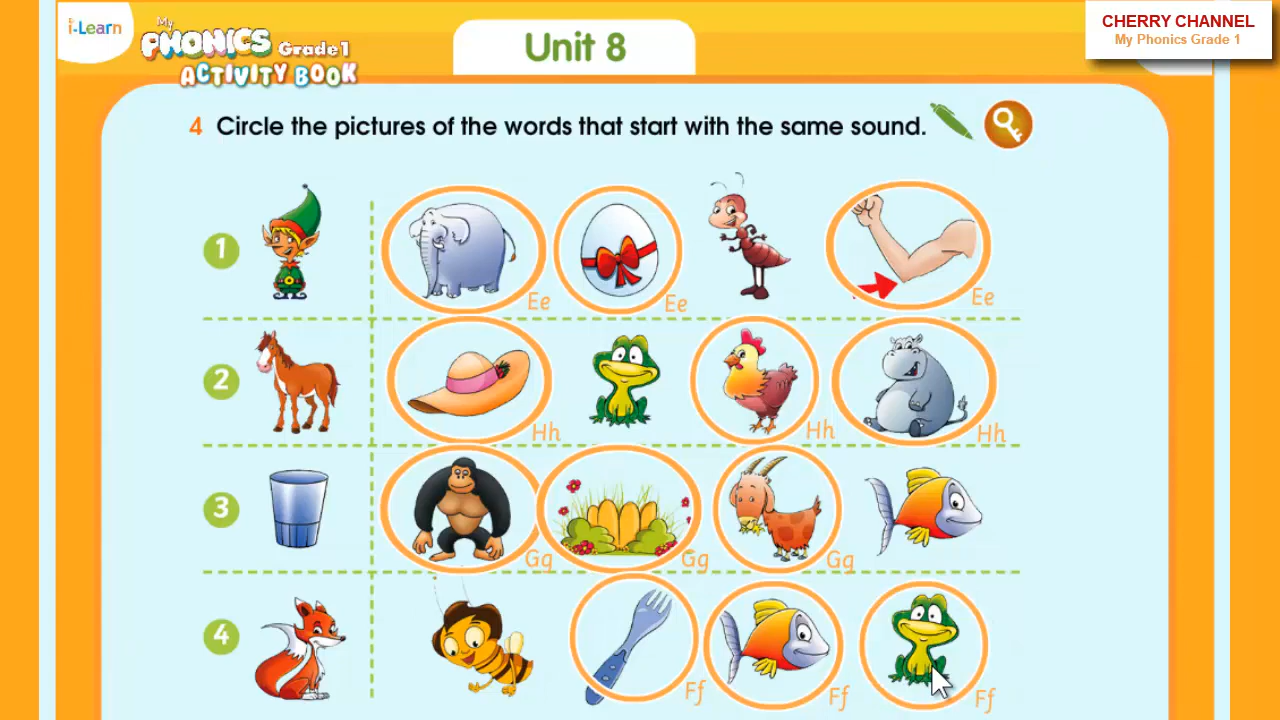 i-Learn
My
PHONICS Grade 1
ACTIVITY BOOK
Unit 8
CHERRY CHANNEL
My Phonics Grade 1
4 Circle the pictures of the words that start with the same sound.
1
Ee Ee Ee
2
Hh Hh Hh
3
Gg Gg Gg
4
Ff Ff Ff